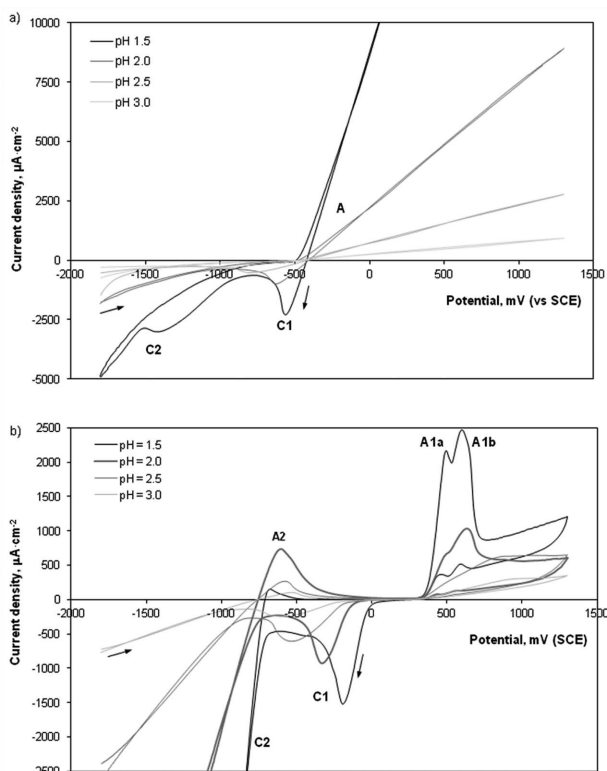 a)
10000
pH 1.5
pH 2.0
pH 2.5
pH 3.0
7500
5000
2500
0
-2500
-5000
Current density, µA·cm⁻²
A
-2000 -1500 -1000 -500 0 500 1000 1500
Potential, mV (vs SCE)
C1
C2
b)
2500
pH = 1.5
pH = 2.0
pH = 2.5
pH = 3.0
2000
1500
1000
500
0
-500
-1000
-1500
-2000
-2500
Current density, µA·cm⁻²
A1a A1b
A2
-2000 -1500 -1000 -500 0 500 1000 1500
Potential, mV (SCE)
C1
C2